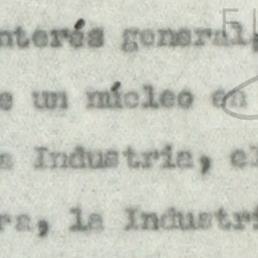 nterés general,
e un núcleo en
a Industria, el
ra, la Industri